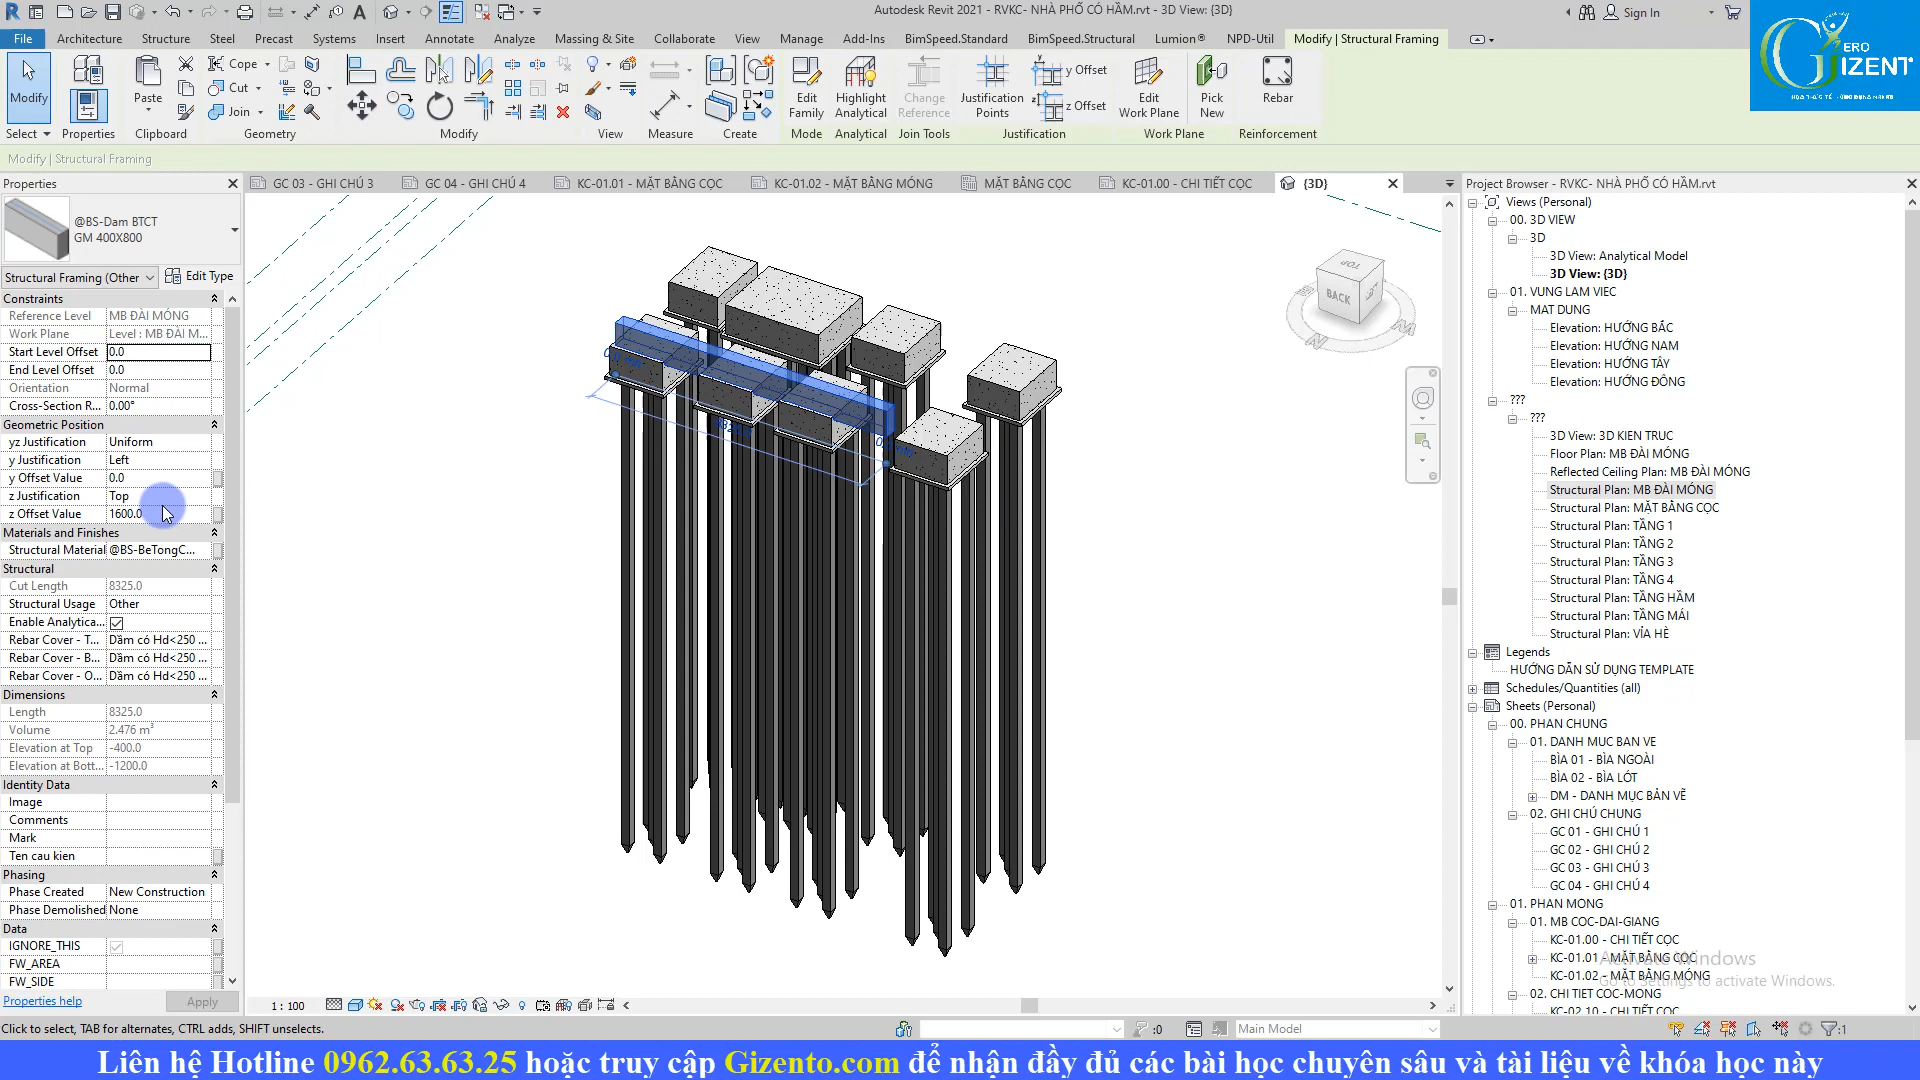 Autodesk Revit 2021 - RVKC- NHÀ PHỐ CÓ HẦM.rvt - 3D View: {3D}
Sign In
File Architecture Structure Steel Precast Systems Insert Annotate Analyze Massing & Site Collaborate View Manage Add-Ins BimSpeed.Standard BimSpeed.Structural Lumion® NPD-Util Modify | Structural Framing
ERO
GIZENT
Modify
Paste
Cope
Cut
Join
Edit Family
Highlight Analytical
Change Reference
Justification Points
y Offset
z Offset
Edit Work Plane
Pick New
Rebar
Select Properties Clipboard Geometry Modify View Measure Create Mode Analytical Join Tools Justification Work Plane Reinforcement
Modify | Structural Framing
Properties
GC 03 - GHI CHÚ 3
GC 04 - GHI CHÚ 4
KC-01.01 - MẶT BẰNG CỌC
KC-01.02 - MẶT BẰNG MÓNG
MẶT BẰNG CỌC
KC-01.00 - CHI TIẾT CỌC
{3D}
Project Browser - RVKC- NHÀ PHỐ CÓ HẦM.rvt
@BS-Dam BTCT
GM 400X800
Structural Framing (Other
Edit Type
Constraints
Reference Level MB ĐÀI MÓNG
Work Plane Level : MB ĐÀI M...
Start Level Offset 0.0
End Level Offset 0.0
Orientation Normal
Cross-Section R... 0.00°
Geometric Position
yz Justification Uniform
y Justification Left
y Offset Value 0.0
z Justification Top
z Offset Value 1600.0
Materials and Finishes
Structural Material @BS-BeTongC...
Structural
Cut Length 8325.0
Structural Usage Other
Enable Analytica...
Rebar Cover - T... Dầm có Hd<250 ...
Rebar Cover - B... Dầm có Hd<250 ...
Rebar Cover - O... Dầm có Hd<250 ...
Dimensions
Length 8325.0
Volume 2.476 m³
Elevation at Top -400.0
Elevation at Bott... -1200.0
Identity Data
Image
Comments
Mark
Ten cau kien
Phasing
Phase Created New Construction
Phase Demolished None
Data
IGNORE_THIS
FW_AREA
FW_SIDE
Properties help
Apply
TOP
BACK
1 : 100
Views (Personal)
00. 3D VIEW
3D
3D View: Analytical Model
3D View: {3D}
01. VUNG LAM VIEC
MAT DUNG
Elevation: HƯỚNG BẮC
Elevation: HƯỚNG NAM
Elevation: HƯỚNG TÂY
Elevation: HƯỚNG ĐÔNG
???
???
3D View: 3D KIEN TRUC
Floor Plan: MB ĐÀI MÓNG
Reflected Ceiling Plan: MB ĐÀI MÓNG
Structural Plan: MB ĐÀI MÓNG
Structural Plan: MẶT BẰNG CỌC
Structural Plan: TẦNG 1
Structural Plan: TẦNG 2
Structural Plan: TẦNG 3
Structural Plan: TẦNG 4
Structural Plan: TẦNG HẦM
Structural Plan: TẦNG MÁI
Structural Plan: VỈA HÈ
Legends
HƯỚNG DẪN SỬ DỤNG TEMPLATE
Schedules/Quantities (all)
Sheets (Personal)
00. PHAN CHUNG
01. DANH MUC BAN VE
BÌA 01 - BÌA NGOÀI
BÌA 02 - BÌA LÓT
DM - DANH MỤC BẢN VẼ
02. GHI CHÚ CHUNG
GC 01 - GHI CHÚ 1
GC 02 - GHI CHÚ 2
GC 03 - GHI CHÚ 3
GC 04 - GHI CHÚ 4
01. PHAN MONG
01. MB COC-DAI-GIANG
KC-01.00 - CHI TIẾT CỌC
KC-01.01 - MẶT BẰNG CỌC
KC-01.02 - MẶT BẰNG MÓNG
02. CHI TIET COC-MONG
Activate Windows
Go to Settings to activate Windows.
Click to select, TAB for alternates, CTRL adds, SHIFT unselects.
:0
Main Model
:1
Liên hệ Hotline 0962.63.63.25 hoặc truy cập Gizento.com để nhận đầy đủ các bài học chuyên sâu và tài liệu về khóa học này